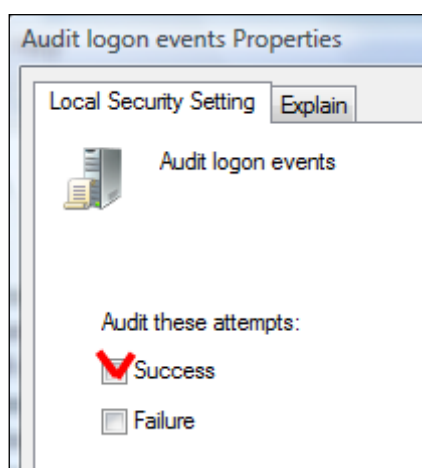 Audit logon events Properties
Local Security Setting Explain
Audit logon events
Audit these attempts:
Success
Failure